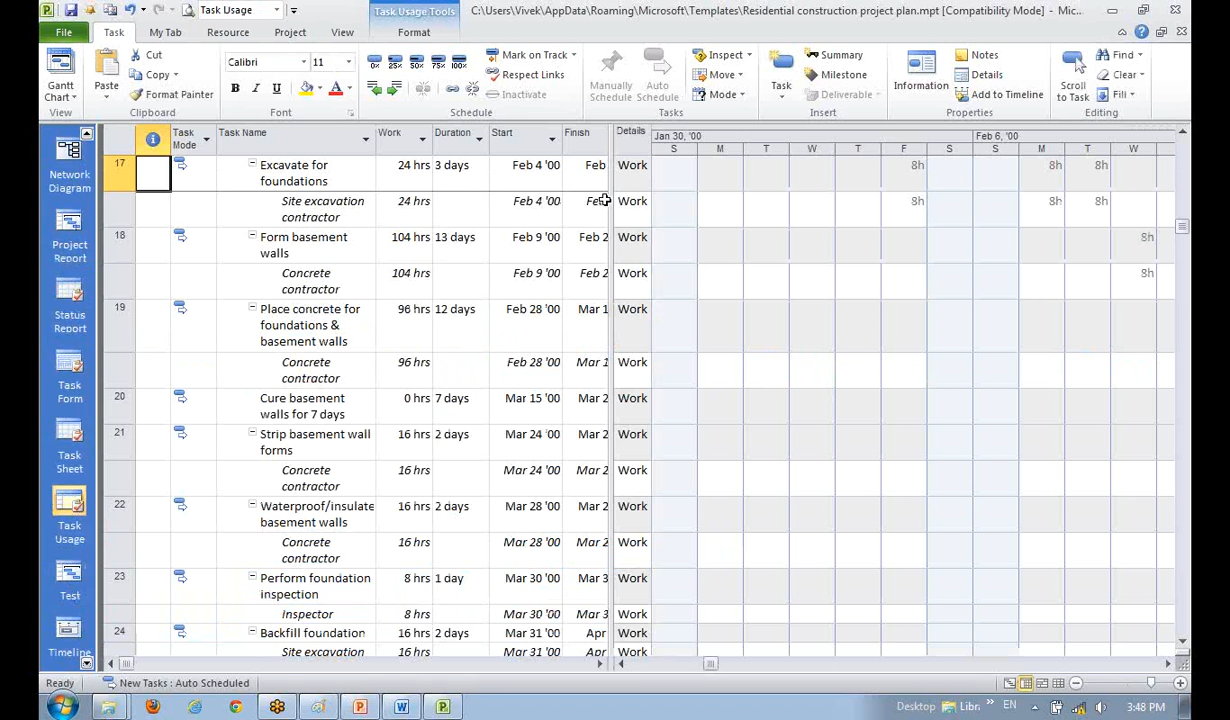 Task Usage
Task Usage Tools
C:\Users\Vivek\AppData\Roaming\Microsoft\Templates\Residential construction project plan.mpt [Compatibility Mode] - Mic...
File
Task
My Tab
Resource
Project
View
Format
Gantt Chart
View
Paste
Cut
Copy
Format Painter
Clipboard
Calibri
11
B I U
Font
0% 25% 50% 75% 100%
Mark on Track
Respect Links
Inactivate
Schedule
Manually Schedule
Auto Schedule
Inspect
Move
Mode
Tasks
Task
Summary
Milestone
Deliverable
Insert
Information
Notes
Details
Add to Timeline
Properties
Scroll to Task
Find
Clear
Fill
Editing
Network Diagram
Project Report
Status Report
Task Form
Task Sheet
Task Usage
Test
Timeline
Task Mode
Task Name
Work
Duration
Start
Finish
Details
Jan 30, '00
Feb 6, '00
S M T W T F S S M T W
17 Excavate for foundations 24 hrs 3 days Feb 4 '00 Feb Work 8h 8h 8h
Site excavation contractor 24 hrs Feb 4 '00 Work 8h 8h 8h
18 Form basement walls 104 hrs 13 days Feb 9 '00 Feb 2 Work 8h
Concrete contractor 104 hrs Feb 9 '00 Feb 2 Work 8h
19 Place concrete for foundations & basement walls 96 hrs 12 days Feb 28 '00 Mar 1 Work
Concrete contractor 96 hrs Feb 28 '00 Mar 1 Work
20 Cure basement walls for 7 days 0 hrs 7 days Mar 15 '00 Mar 2 Work
21 Strip basement wall forms 16 hrs 2 days Mar 24 '00 Mar 2 Work
Concrete contractor 16 hrs Mar 24 '00 Mar 2 Work
22 Waterproof/insulate basement walls 16 hrs 2 days Mar 28 '00 Mar 2 Work
Concrete contractor 16 hrs Mar 28 '00 Mar 2 Work
23 Perform foundation inspection 8 hrs 1 day Mar 30 '00 Mar 3 Work
Inspector 8 hrs Mar 30 '00 Mar 3 Work
24 Backfill foundation 16 hrs 2 days Mar 31 '00 Apr Work
Site excavation 16 hrs Mar 31 '00 Apr Work
Ready
New Tasks : Auto Scheduled
Desktop
Libri
EN
3:48 PM